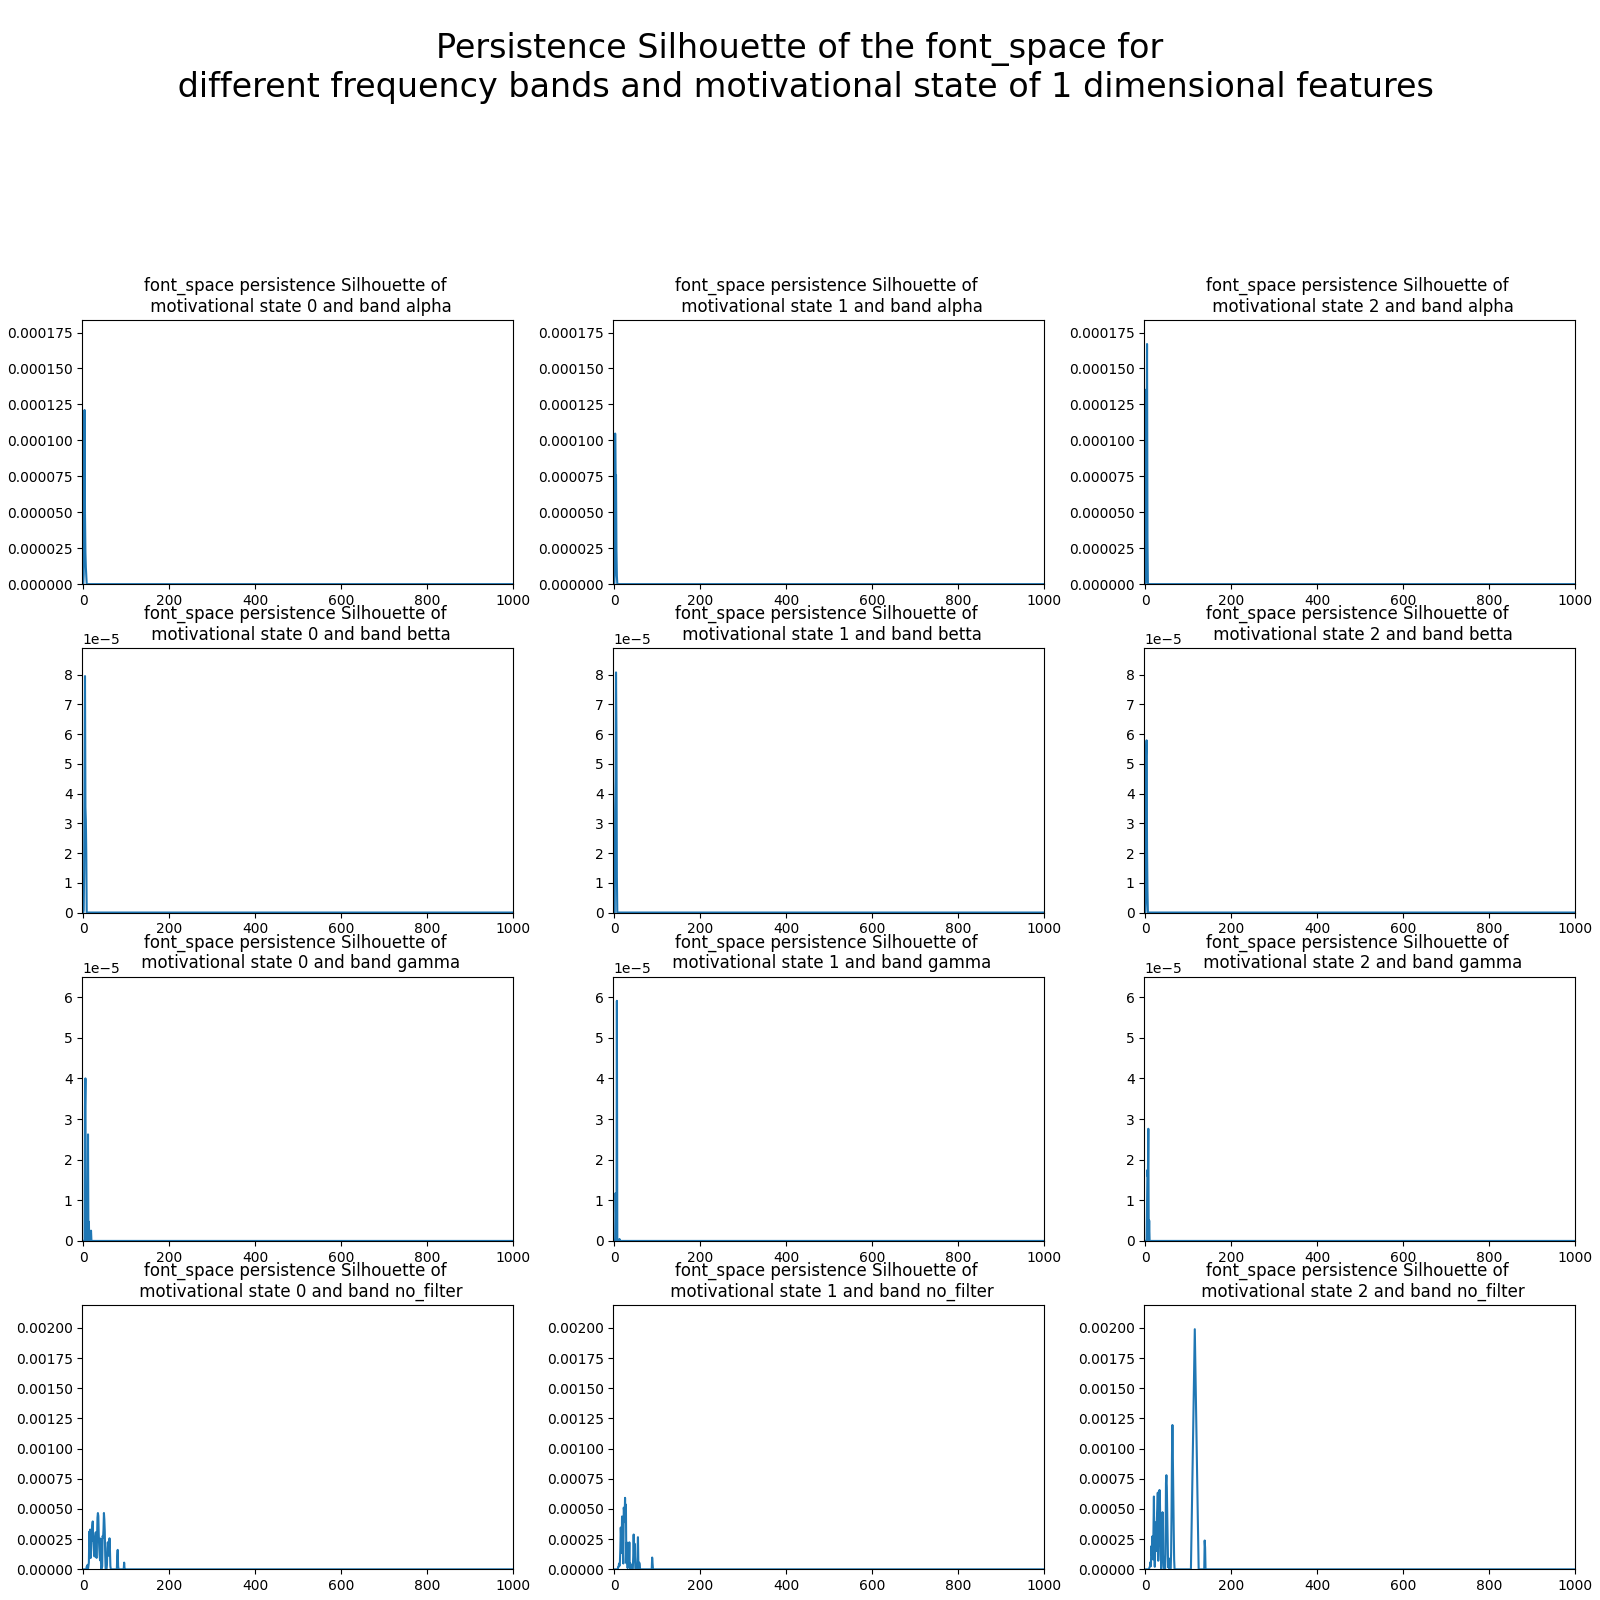 Persistence Silhouette of the font_space for
different frequency bands and motivational state of 1 dimensional features
font_space persistence Silhouette of
motivational state 0 and band alpha
0.000175
0.000150
0.000125
0.000100
0.000075
0.000050
0.000025
0.000000
0 200 400 600 800 1000
font_space persistence Silhouette of
motivational state 1 and band alpha
0.000175
0.000150
0.000125
0.000100
0.000075
0.000050
0.000025
0.000000
0 200 400 600 800 1000
font_space persistence Silhouette of
motivational state 2 and band alpha
0.000175
0.000150
0.000125
0.000100
0.000075
0.000050
0.000025
0.000000
0 200 400 600 800 1000
font_space persistence Silhouette of
motivational state 0 and band betta
1e−5
8
7
6
5
4
3
2
1
0
0 200 400 600 800 1000
font_space persistence Silhouette of
motivational state 1 and band betta
1e−5
8
7
6
5
4
3
2
1
0
0 200 400 600 800 1000
font_space persistence Silhouette of
motivational state 2 and band betta
1e−5
8
7
6
5
4
3
2
1
0
0 200 400 600 800 1000
font_space persistence Silhouette of
motivational state 0 and band gamma
1e−5
6
5
4
3
2
1
0
0 200 400 600 800 1000
font_space persistence Silhouette of
motivational state 1 and band gamma
1e−5
6
5
4
3
2
1
0
0 200 400 600 800 1000
font_space persistence Silhouette of
motivational state 2 and band gamma
1e−5
6
5
4
3
2
1
0
0 200 400 600 800 1000
font_space persistence Silhouette of
motivational state 0 and band no_filter
0.00200
0.00175
0.00150
0.00125
0.00100
0.00075
0.00050
0.00025
0.00000
0 200 400 600 800 1000
font_space persistence Silhouette of
motivational state 1 and band no_filter
0.00200
0.00175
0.00150
0.00125
0.00100
0.00075
0.00050
0.00025
0.00000
0 200 400 600 800 1000
font_space persistence Silhouette of
motivational state 2 and band no_filter
0.00200
0.00175
0.00150
0.00125
0.00100
0.00075
0.00050
0.00025
0.00000
0 200 400 600 800 1000